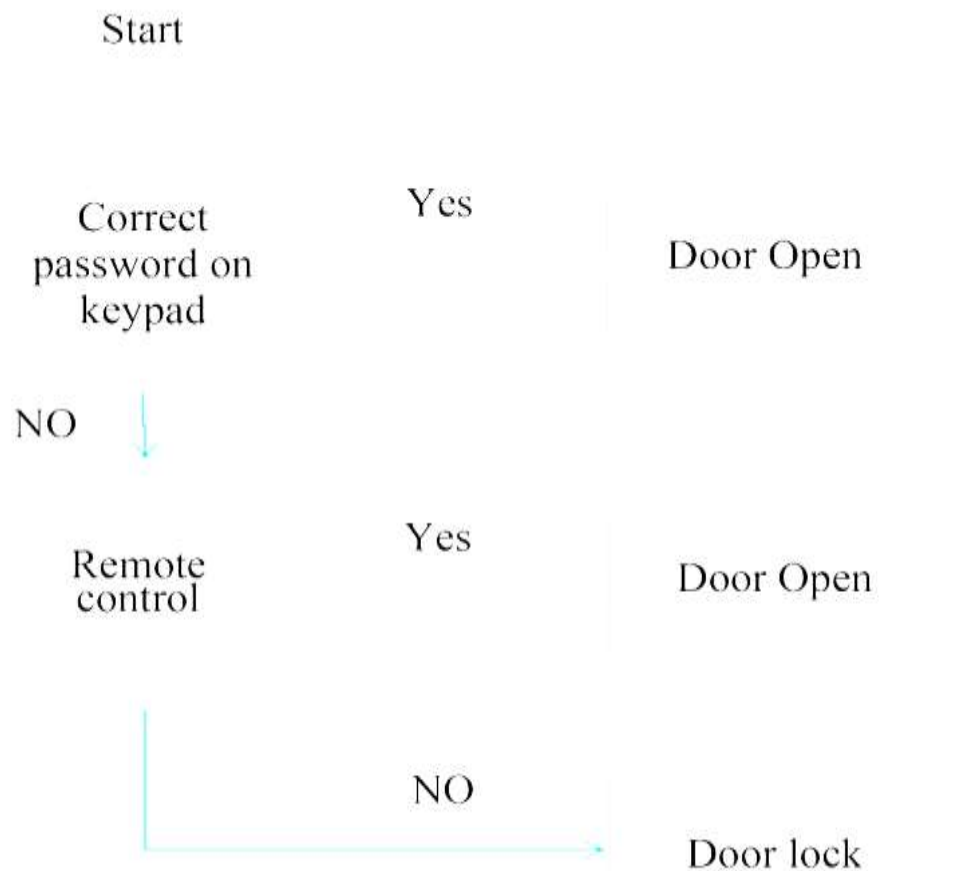 Start
Correct
password on
keypad
Yes
Door Open
NO
Remote
control
Yes
Door Open
NO
Door lock